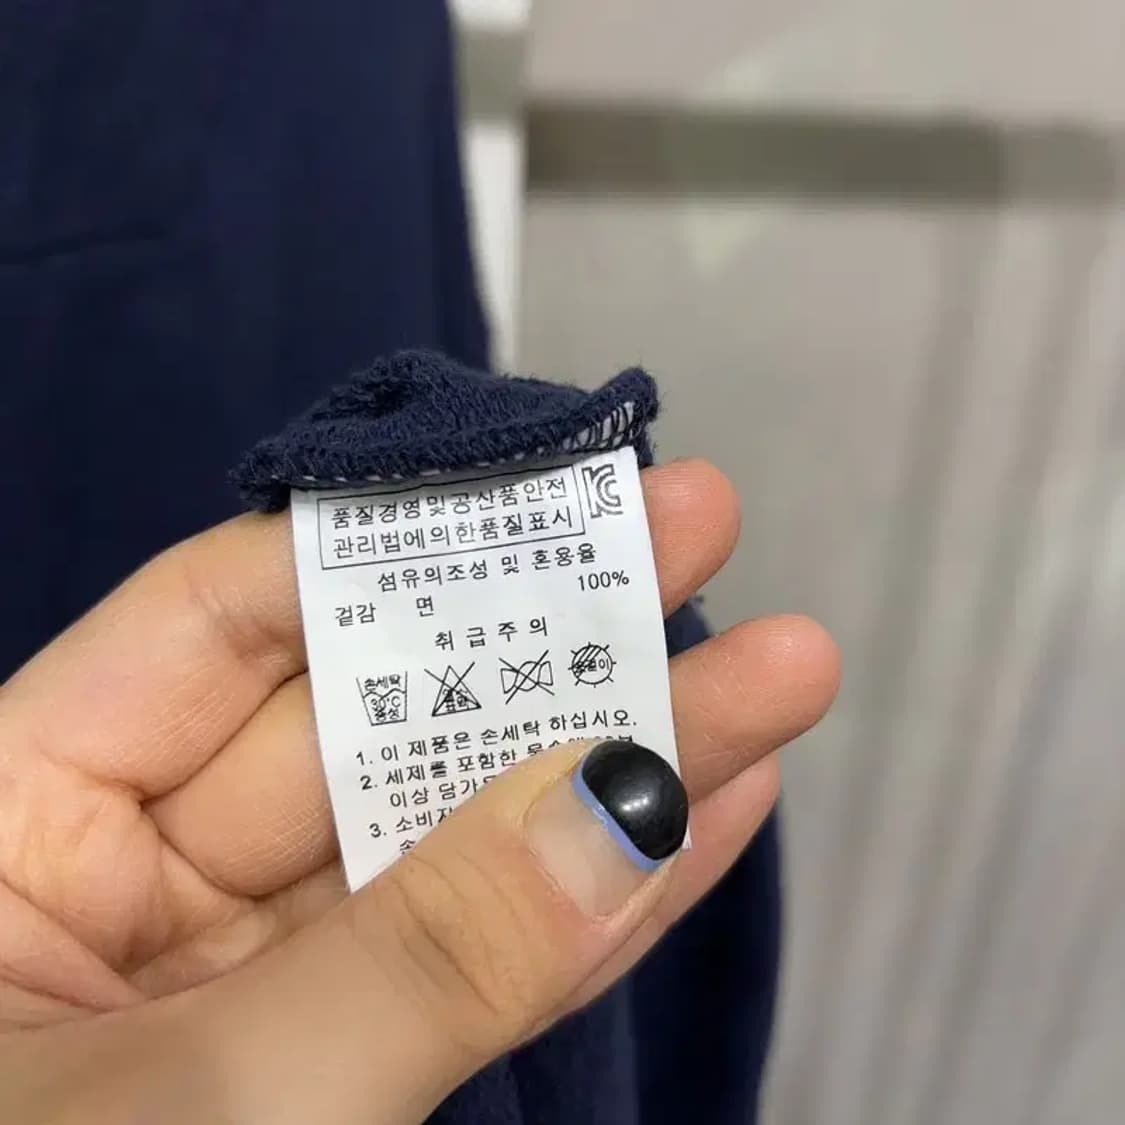 품질경영및공산품안전
관리법에의한품질표시
섬유의조성 및 혼용율
겉감 면 100%
취급주의
손세탁
30°C
중성
1. 이 제품은 손세탁 하십시오.
2. 세제를 포함한
이상
3.